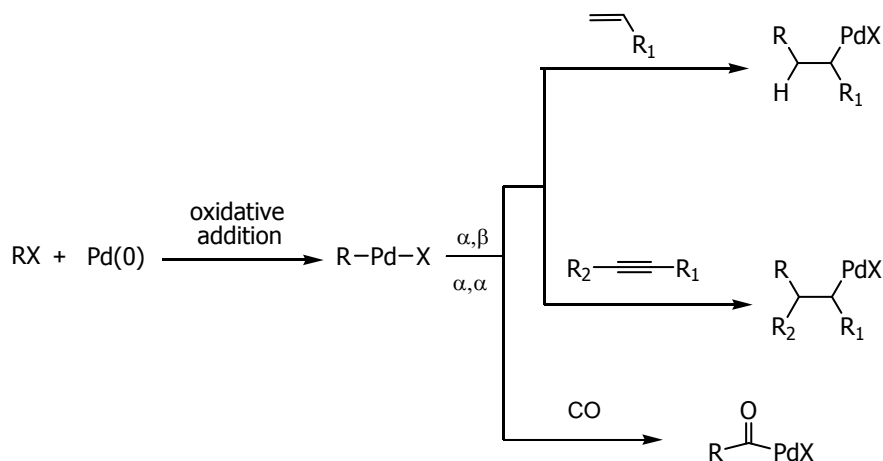 R₁
R
PdX
H
R₁
oxidative
addition
RX + Pd(0)
R–Pd–X
α,β
α,α
R₂
R₁
R
PdX
R₂
R₁
CO
O
R
PdX